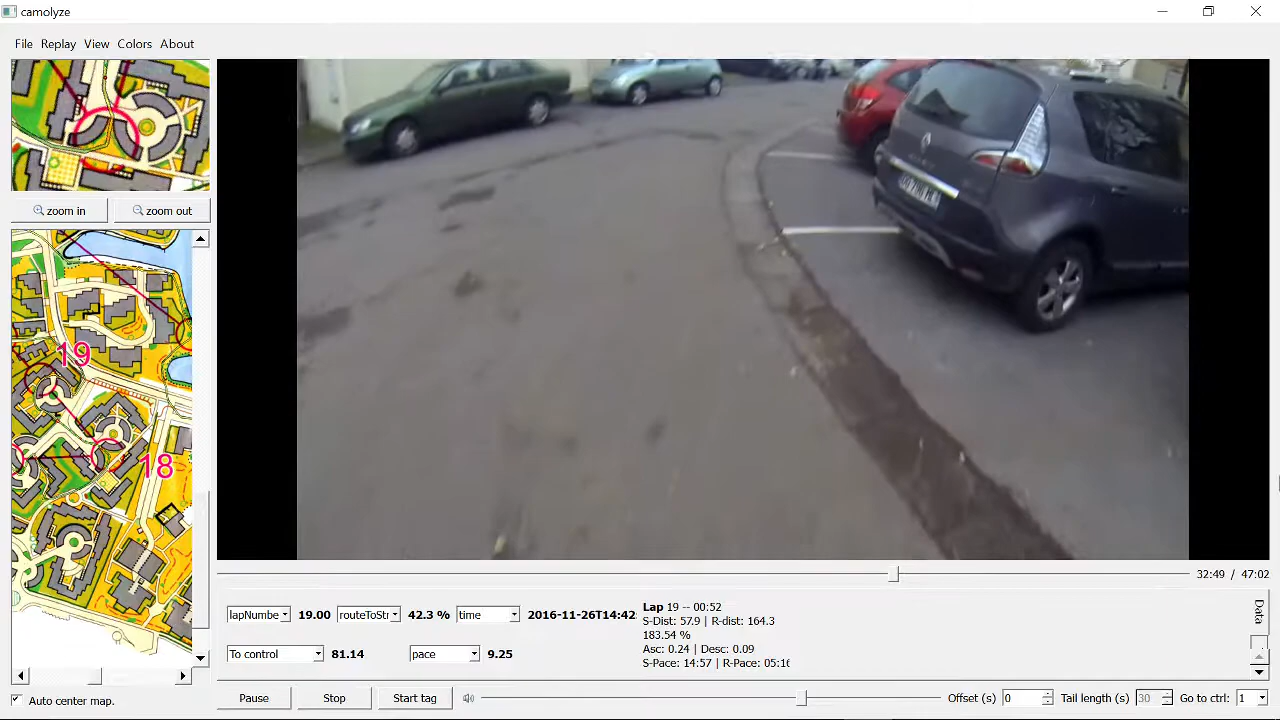 camolyze
File Replay View Colors About
zoom in zoom out
19
18
32:49 / 47:02
lapNumbe 19.00 routeToStr 42.3 % time 2016-11-26T14:42:
To control 81.14 pace 9.25
Lap 19 -- 00:52
S-Dist: 57.9 | R-dist: 164.3
183.54 %
Asc: 0.24 | Desc: 0.09
S-Pace: 14:57 | R-Pace: 05:16
Data
Auto center map.
Pause Stop Start tag Offset (s) 0 Tail length (s) 30 Go to ctrl: 1